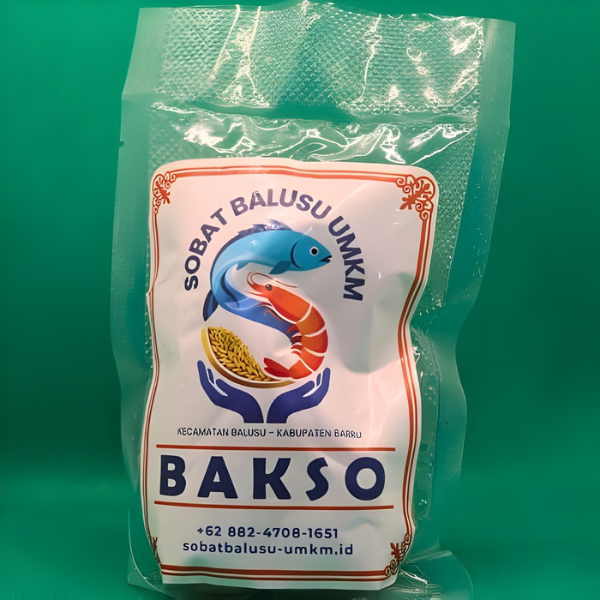 SOBAT BALUSU UMKM
KECAMATAN BALUSU – KABUPATEN BARRU
BAKSO
+62 882-4708-1651
sobatbalusu-umkm.id